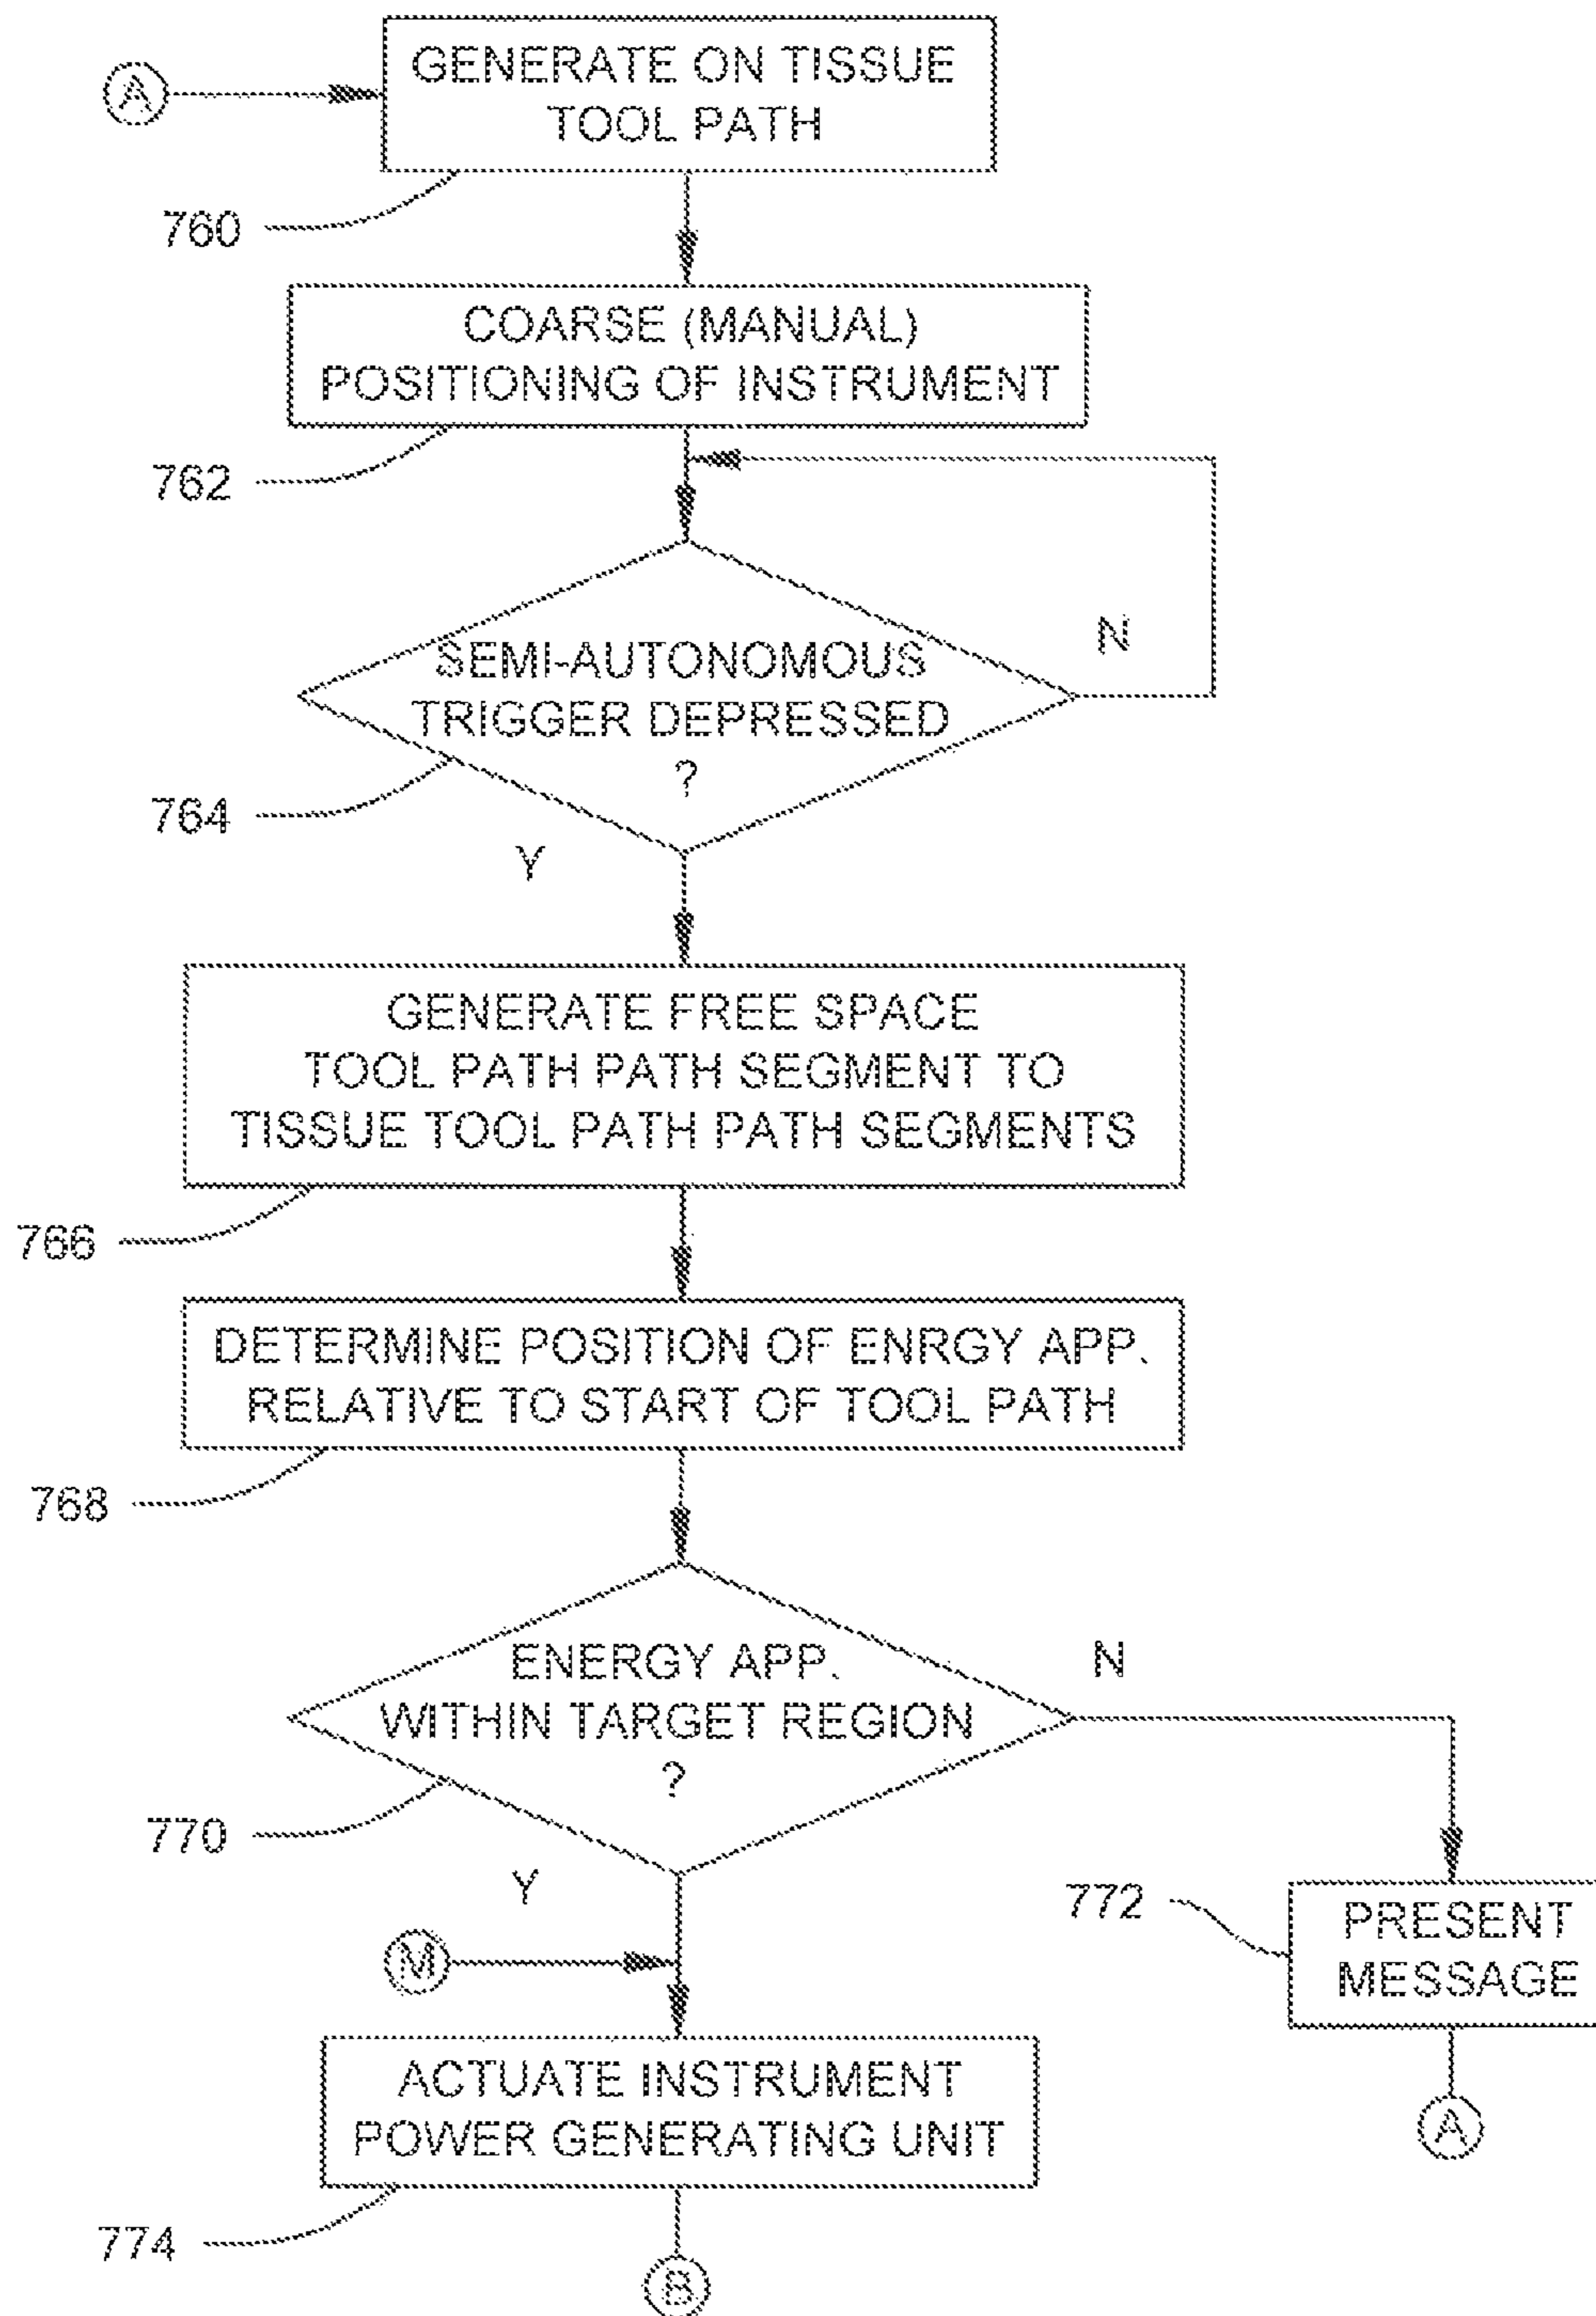 GENERATE ON TISSUE
TOOL PATH
A
760
COARSE (MANUAL)
POSITIONING OF INSTRUMENT
762
SEMI-AUTONOMOUS
TRIGGER DEPRESSED
?
N
764
Y
GENERATE FREE SPACE
TOOL PATH PATH SEGMENT TO
TISSUE TOOL PATH PATH SEGMENTS
766
DETERMINE POSITION OF ENRGY APP.
RELATIVE TO START OF TOOL PATH
768
ENERGY APP.
WITHIN TARGET REGION
?
N
770
Y
772
PRESENT
MESSAGE
A
M
ACTUATE INSTRUMENT
POWER GENERATING UNIT
774
B